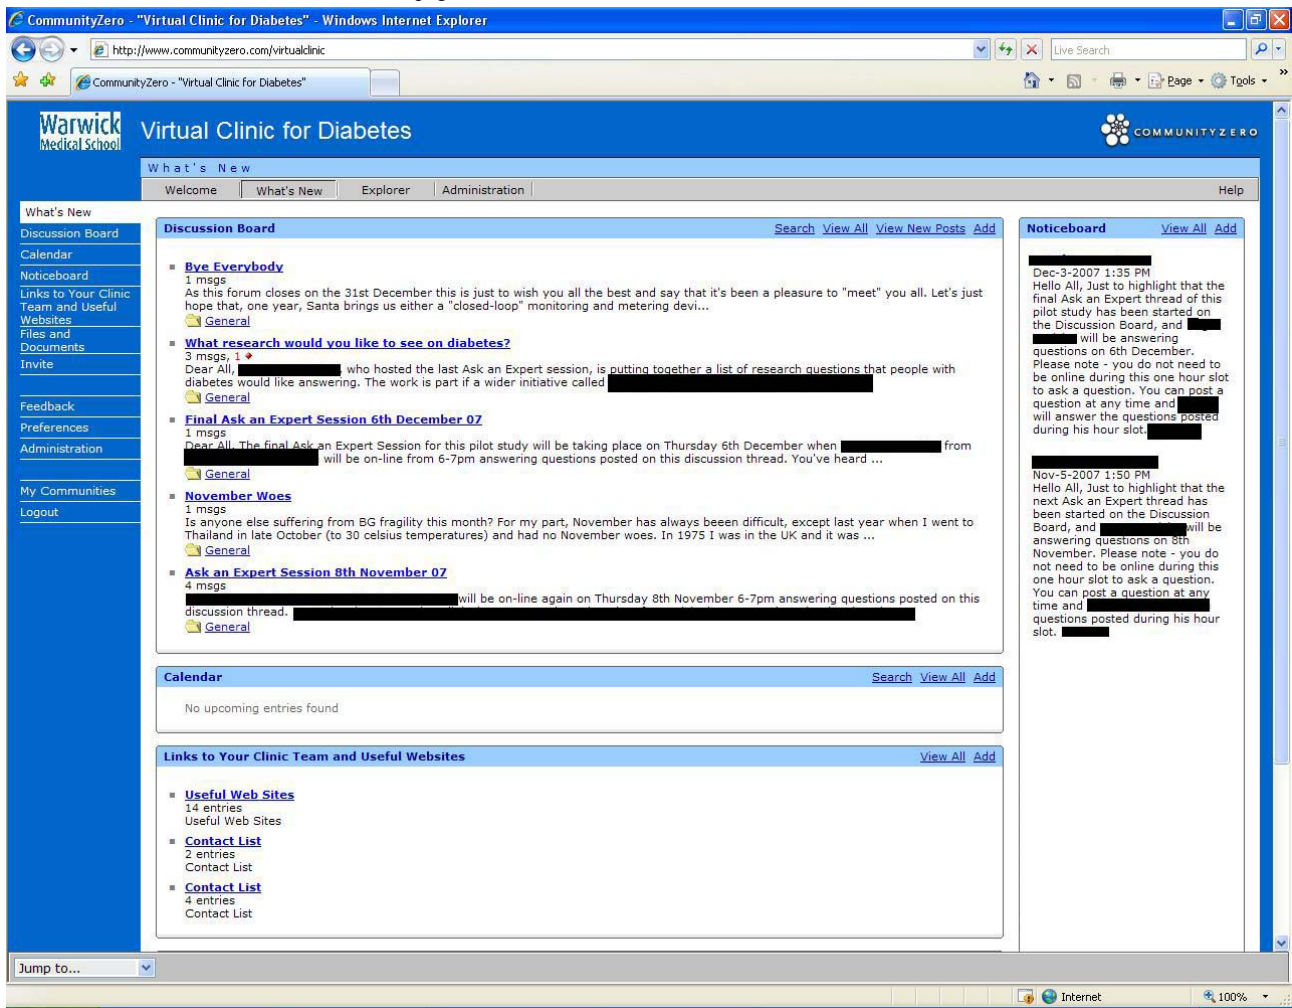 CommunityZero - "Virtual Clinic for Diabetes" - Windows Internet Explorer
http://www.communityzero.com/virtualclinic
Live Search
CommunityZero - "Virtual Clinic for Diabetes"
Page
Tools
Warwick
Medical School
Virtual Clinic for Diabetes
COMMUNITYZERO
What's New
Welcome
What's New
Explorer
Administration
Help
What's New
Discussion Board
Calendar
Noticeboard
Links to Your Clinic
Team and Useful
Websites
Files and
Documents
Invite
Feedback
Preferences
Administration
My Communities
Logout
Discussion Board
Search View All View New Posts Add
Bye Everybody
1 msgs
As this forum closes on the 31st December this is just to wish you all the best and say that it's been a pleasure to "meet" you all. Let's just
hope that, one year, Santa brings us either a "closed-loop" monitoring and metering devi...
General
What research would you like to see on diabetes?
3 msgs, 1
Dear All, , who hosted the last Ask an Expert session, is putting together a list of research questions that people with
diabetes would like answering. The work is part if a wider initiative called
General
Final Ask an Expert Session 6th December 07
1 msgs
Dear All, The final Ask an Expert Session for this pilot study will be taking place on Thursday 6th December when from
will be on-line from 6-7pm answering questions posted on this discussion thread. You've heard ...
General
November Woes
1 msgs
Is anyone else suffering from BG fragility this month? For my part, November has always beeen difficult, except last year when I went to
Thailand in late October (to 30 celsius temperatures) and had no November woes. In 1975 I was in the UK and it was ...
General
Ask an Expert Session 8th November 07
4 msgs
will be on-line again on Thursday 8th November 6-7pm answering questions posted on this
discussion thread.
General
Calendar
Search View All Add
No upcoming entries found
Links to Your Clinic Team and Useful Websites
View All Add
Useful Web Sites
14 entries
Useful Web Sites
Contact List
2 entries
Contact List
Contact List
4 entries
Contact List
Noticeboard
View All Add
Dec-3-2007 1:35 PM
Hello All, Just to highlight that the
final Ask an Expert thread of this
pilot study has been started on
the Discussion Board, and
will be answering
questions on 6th December.
Please note - you do not need to
be online during this one hour slot
to ask a question. You can post a
question at any time and
will answer the questions posted
during his hour slot.
Nov-5-2007 1:50 PM
Hello All, Just to highlight that the
next Ask an Expert thread has
been started on the Discussion
Board, and will be
answering questions on 8th
November. Please note - you do
not need to be online during this
one hour slot to ask a question.
You can post a question at any
time and
questions posted during his hour
slot.
Jump to...
Internet
100%